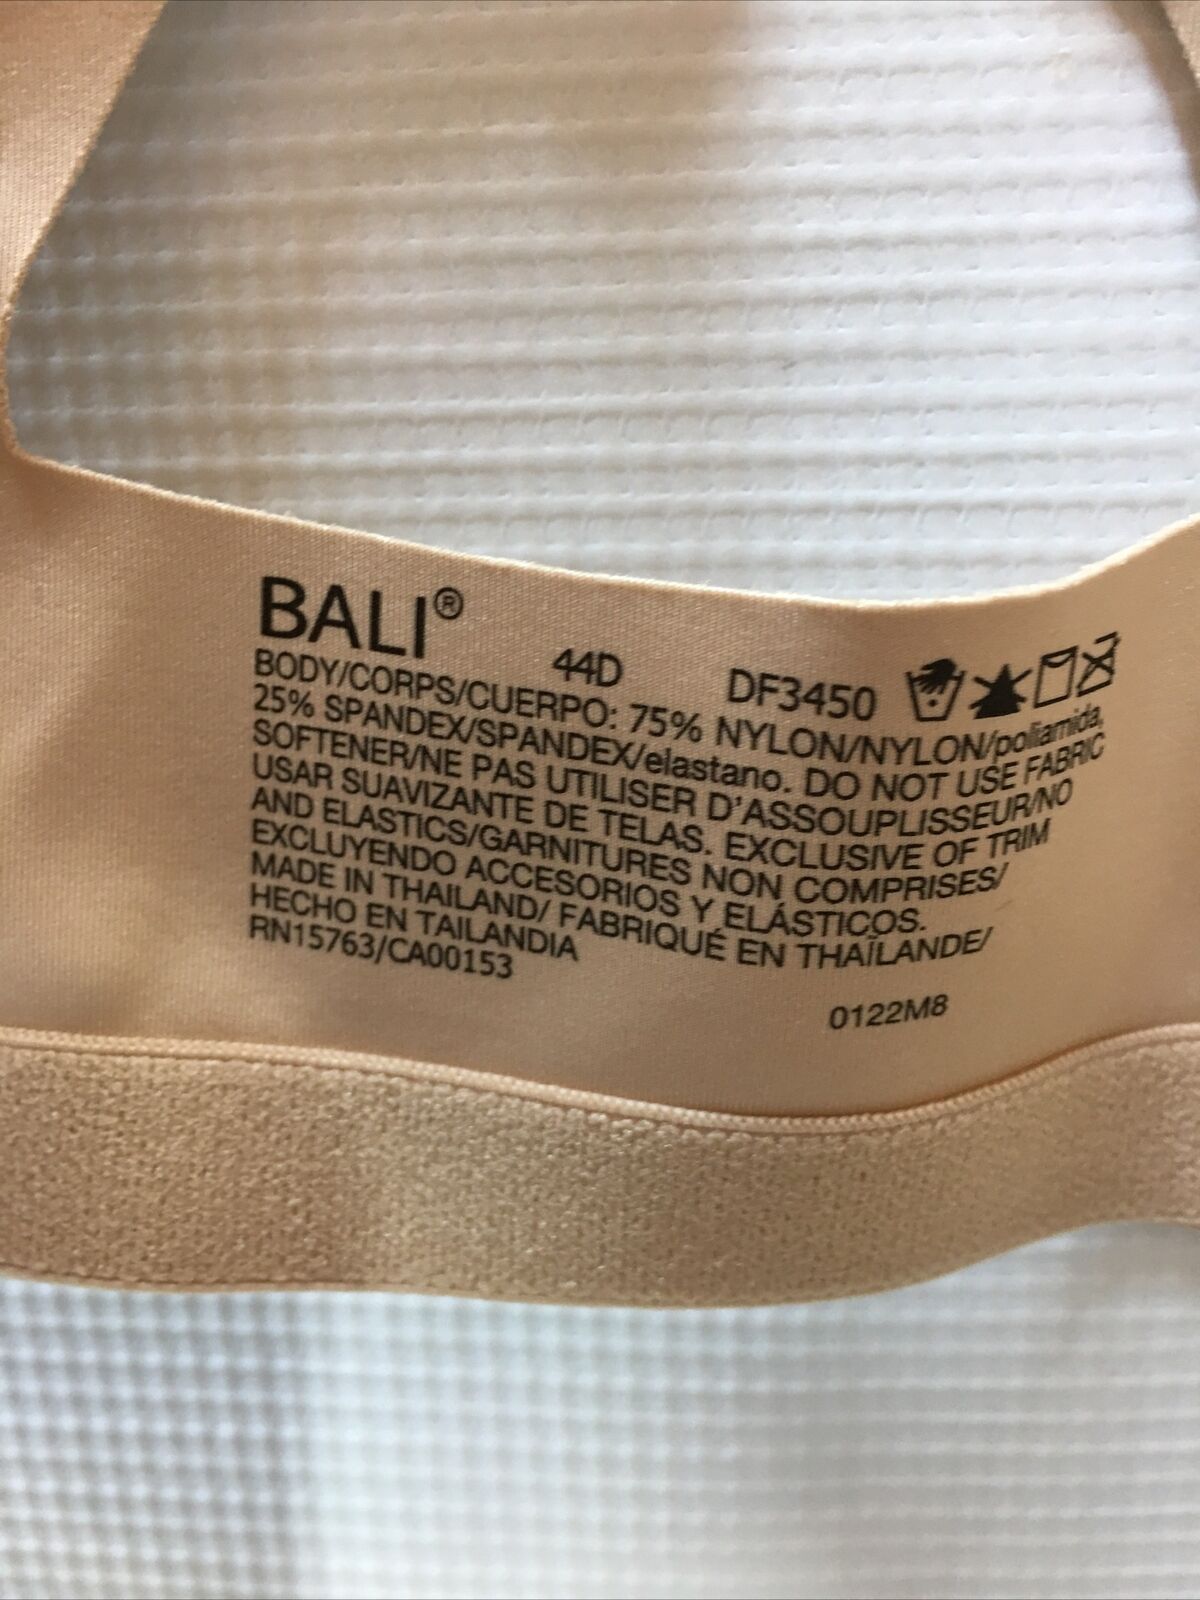 BALI®
44D DF3450
BODY/CORPS/CUERPO: 75% NYLON/NYLON/poliamida,
25% SPANDEX/SPANDEX/elastano. DO NOT USE FABRIC
SOFTENER/NE PAS UTILISER D'ASSOUPLISSEUR/NO
USAR SUAVIZANTE DE TELAS. EXCLUSIVE OF TRIM
AND ELASTICS/GARNITURES NON COMPRISES/
EXCLUYENDO ACCESORIOS Y ELÁSTICOS.
MADE IN THAILAND/ FABRIQUÉ EN THAÏLANDE/
HECHO EN TAILANDIA
RN15763/CA00153
0122M8